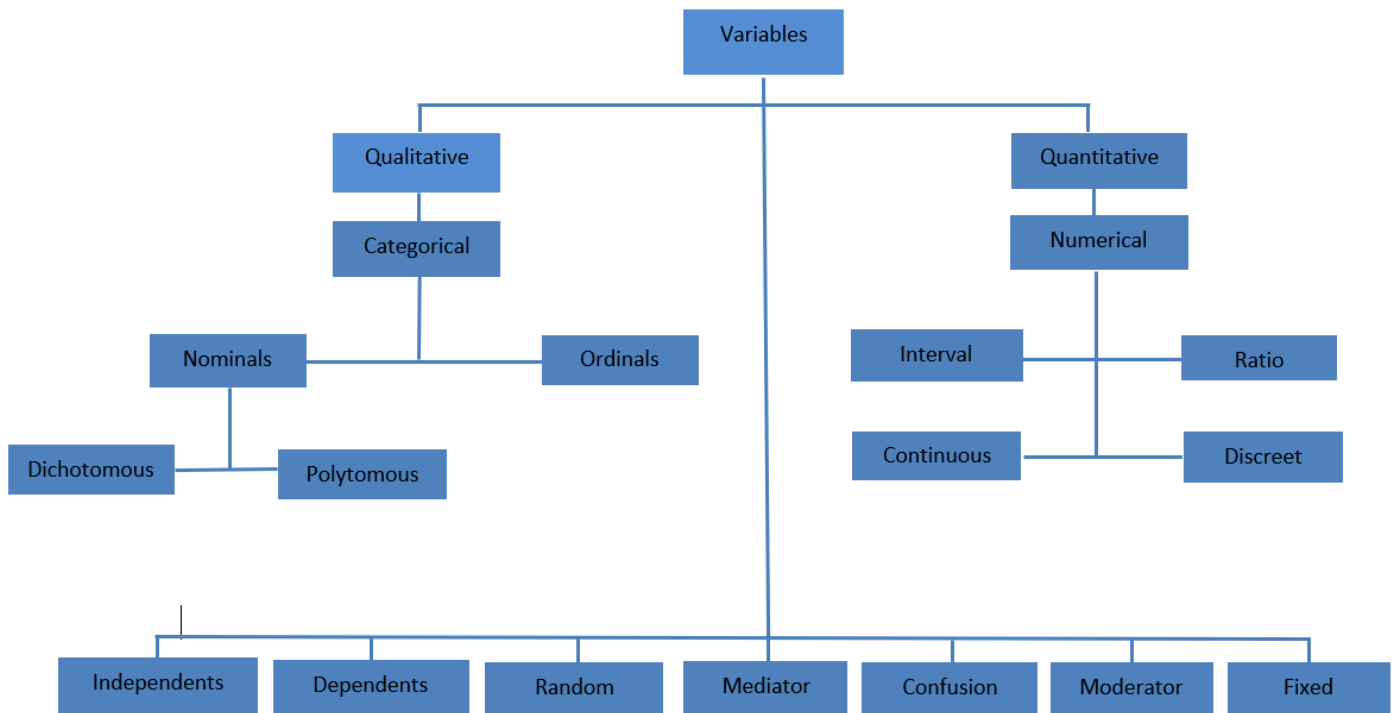 Variables
Qualitative
Quantitative
Categorical
Numerical
Nominals
Ordinals
Interval
Ratio
Dichotomous
Polytomous
Continuous
Discreet
Independents
Dependents
Random
Mediator
Confusion
Moderator
Fixed